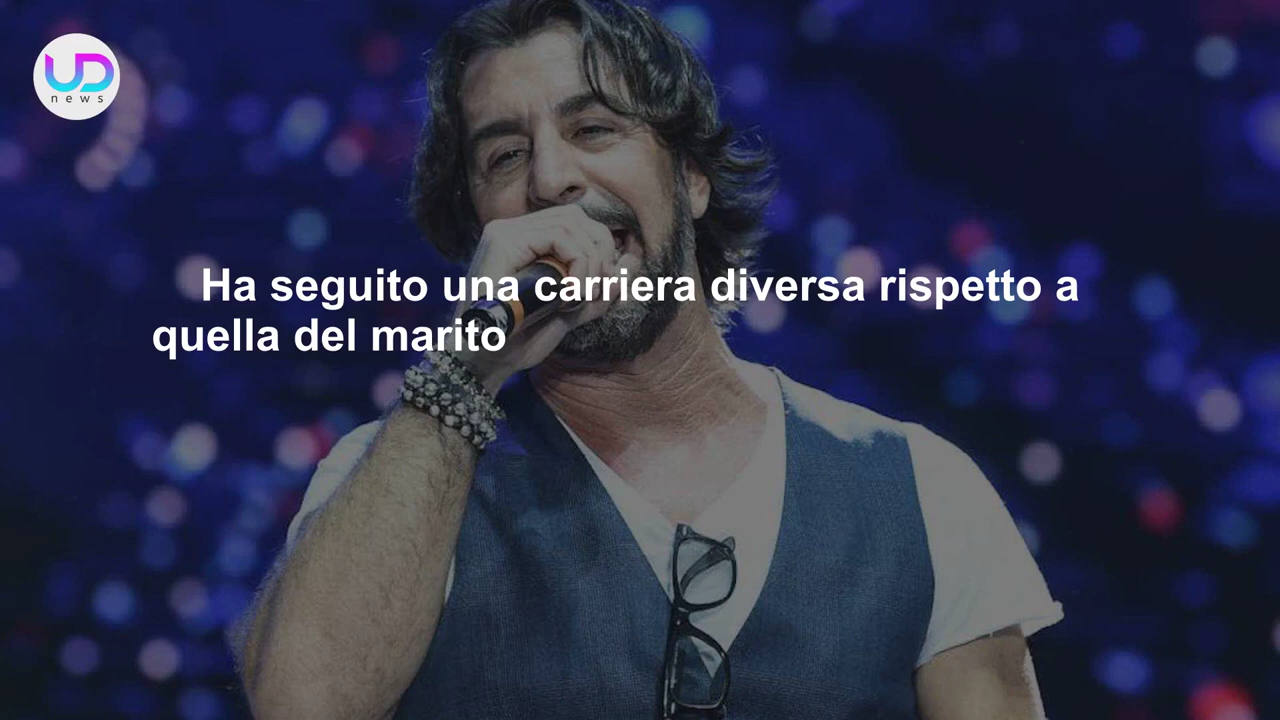 UD
news
Ha seguito una carriera diversa rispetto a
quella del marito